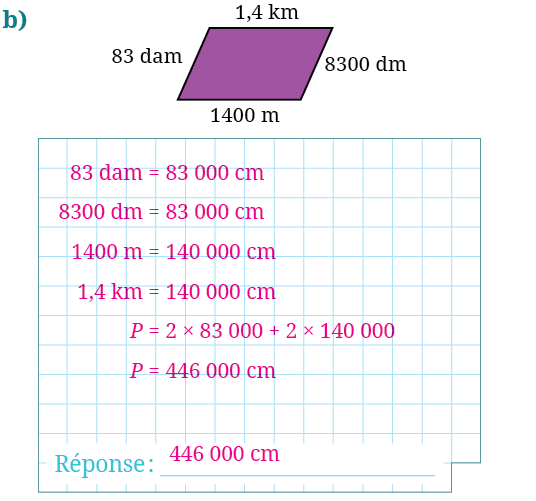 b)
1,4 km
83 dam
8300 dm
1400 m
83 dam = 83 000 cm
8300 dm = 83 000 cm
1400 m = 140 000 cm
1,4 km = 140 000 cm
P = 2 × 83 000 + 2 × 140 000
P = 446 000 cm
Réponse: 446 000 cm